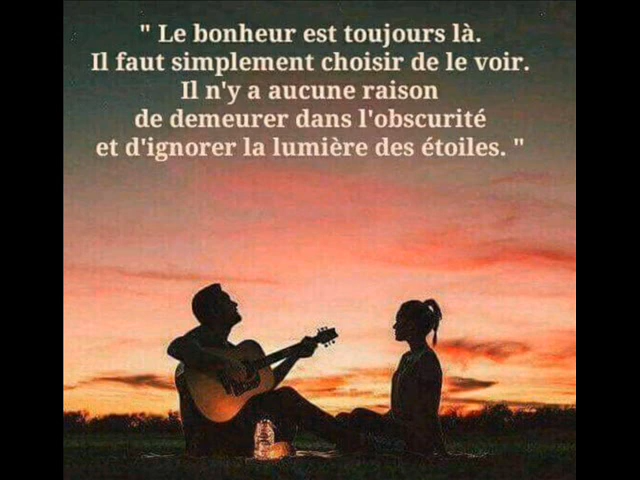 " Le bonheur est toujours là.
Il faut simplement choisir de le voir.
Il n'y a aucune raison
de demeurer dans l'obscurité
et d'ignorer la lumière des étoiles. "